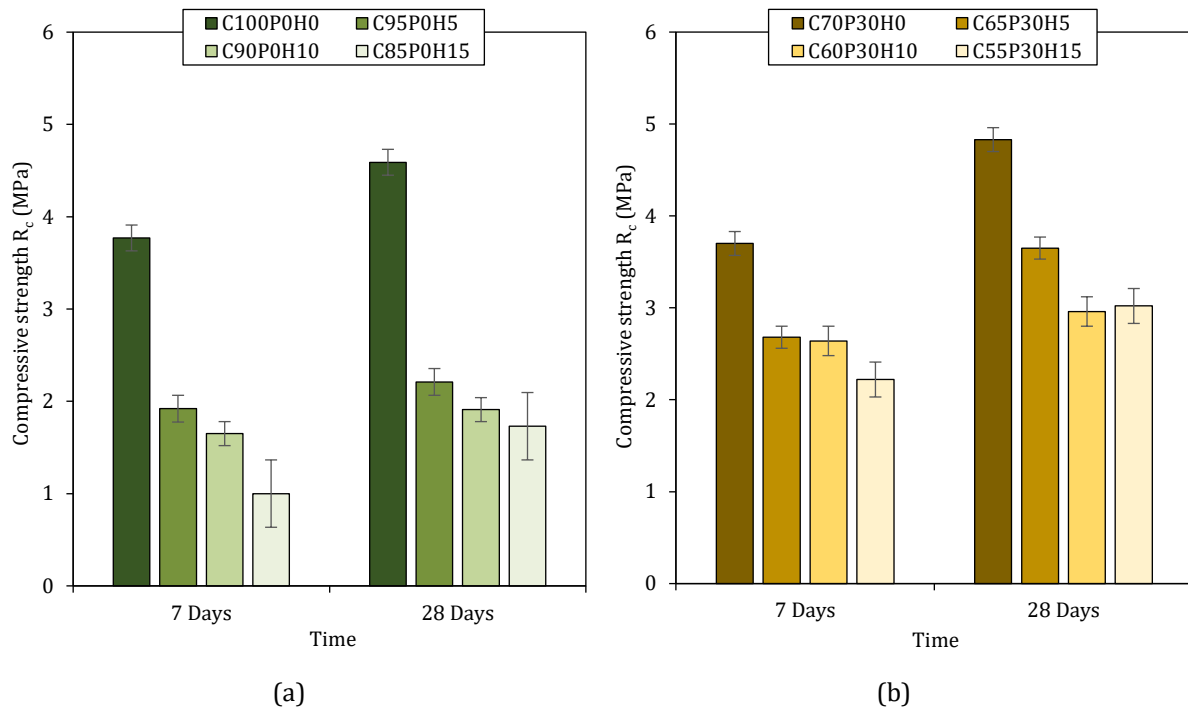 C100P0H0 C95P0H5
C90P0H10 C85P0H15
6
5
4
3
2
1
0
Compressive strength Rc (MPa)
7 Days 28 Days
Time
(a)
C70P30H0 C65P30H5
C60P30H10 C55P30H15
6
5
4
3
2
1
0
Compressive strength Rc (MPa)
7 Days 28 Days
Time
(b)